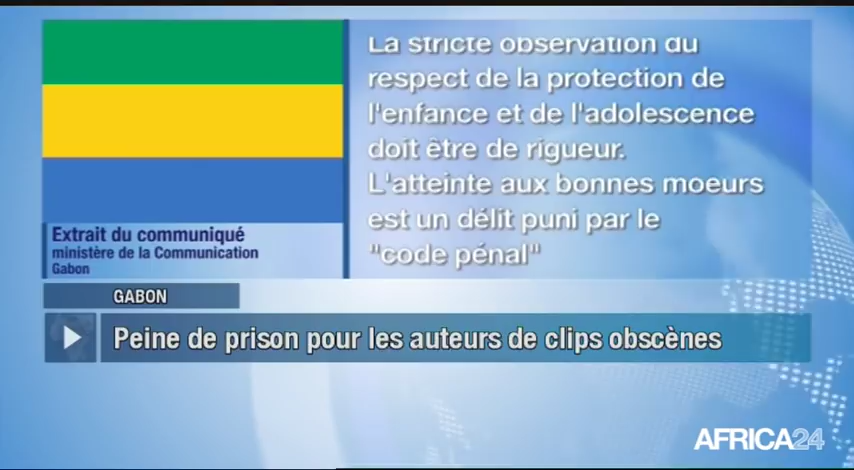 La stricte observation du
respect de la protection de
l'enfance et de l'adolescence
doit être de rigueur.
L'atteinte aux bonnes moeurs
est un délit puni par le
"code pénal"
Extrait du communiqué
ministère de la Communication
Gabon
GABON
Peine de prison pour les auteurs de clips obscènes
AFRICA24